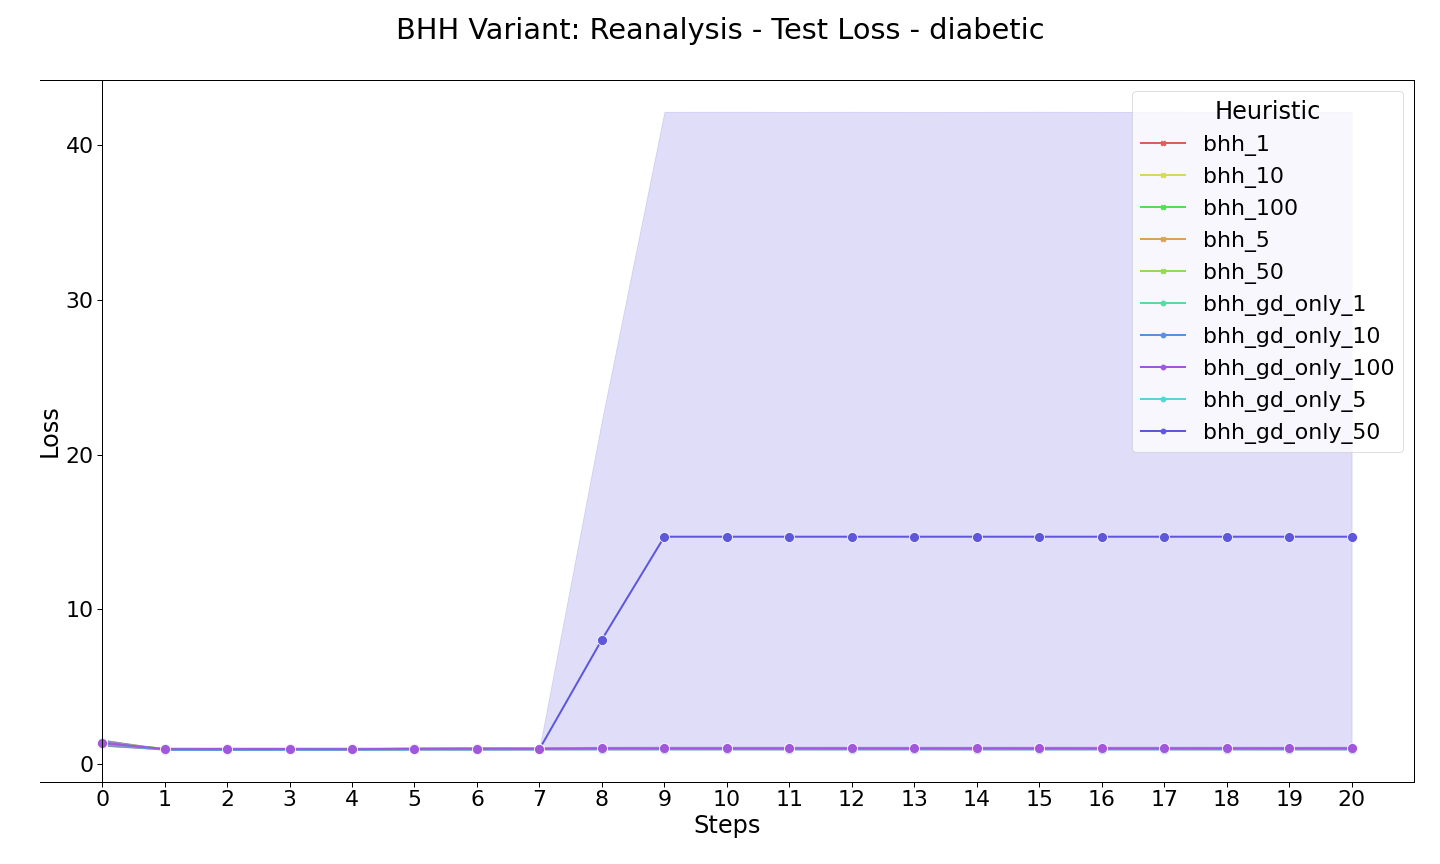 BHH Variant: Reanalysis - Test Loss - diabetic
Heuristic
bhh_1
bhh_10
bhh_100
bhh_5
bhh_50
bhh_gd_only_1
bhh_gd_only_10
bhh_gd_only_100
bhh_gd_only_5
bhh_gd_only_50
Loss
40
30
20
10
0
0 1 2 3 4 5 6 7 8 9 10 11 12 13 14 15 16 17 18 19 20
Steps